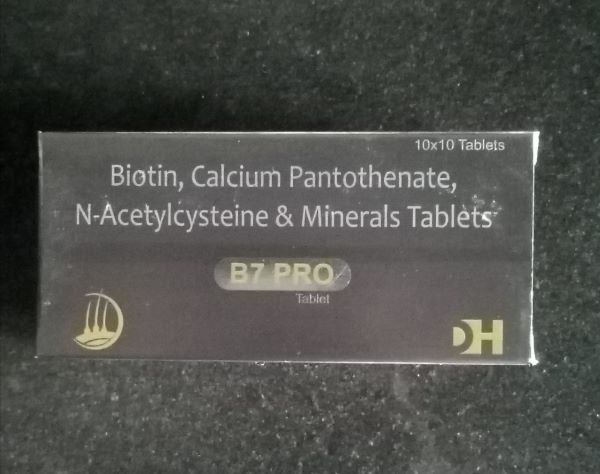 10x10 Tablets
Biotin, Calcium Pantothenate,
N-Acetylcysteine & Minerals Tablets
B7 PRO
Tablet
DH